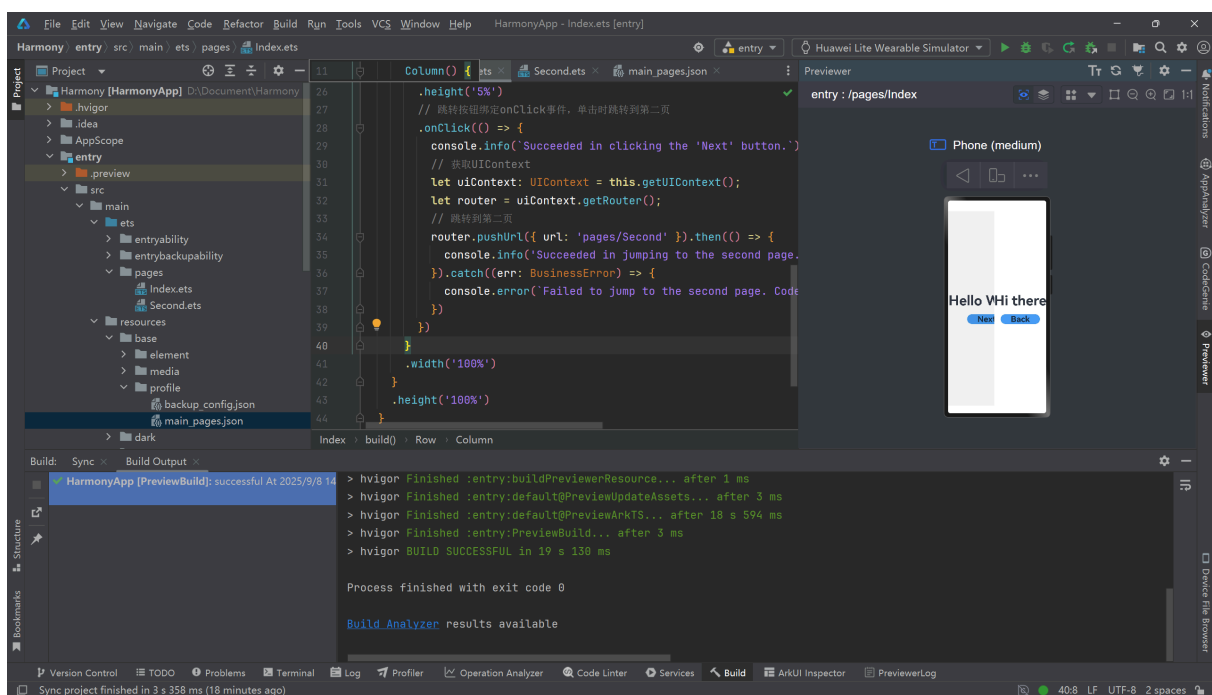 File Edit View Navigate Code Refactor Build Run Tools VCS Window Help HarmonyApp - Index.ets [entry]
Harmony entry src main ets pages Index.ets entry Huawei Lite Wearable Simulator
Project
Project
Harmony [HarmonyApp] D:\Document\Harmony
.hvigor
.idea
AppScope
entry
.preview
src
main
ets
entryability
entrybackupability
pages
Index.ets
Second.ets
resources
base
element
media
profile
backup_config.json
main_pages.json
dark
ets Second.ets main_pages.json
11 Column() {
26 .height('5%')
27 // 跳转按钮绑定onClick事件，单击时跳转到第二页
28 .onClick(() => {
29 console.info(`Succeeded in clicking the 'Next' button.`)
30 // 获取UIContext
31 let uiContext: UIContext = this.getUIContext();
32 let router = uiContext.getRouter();
33 // 跳转到第二页
34 router.pushUrl({ url: 'pages/Second' }).then(() => {
35 console.info('Succeeded in jumping to the second page.
36 }).catch((err: BusinessError) => {
37 console.error(`Failed to jump to the second page. Code
38 })
39 })
40 }
41 .width('100%')
42 }
43 .height('100%')
44 }
Index build() Row Column
Previewer
entry : /pages/Index
1:1
Phone (medium)
Hello W
Hi there
Next
Back
Notifications
AppAnalyzer
CodeGenie
Previewer
Device File Browser
Build: Sync Build Output
HarmonyApp [PreviewBuild]: successful At 2025/9/8 14
> hvigor Finished :entry:buildPreviewerResource... after 1 ms
> hvigor Finished :entry:default@PreviewUpdateAssets... after 3 ms
> hvigor Finished :entry:default@PreviewArkTS... after 18 s 594 ms
> hvigor Finished :entry:PreviewBuild... after 3 ms
> hvigor BUILD SUCCESSFUL in 19 s 130 ms
Process finished with exit code 0
Build Analyzer results available
Structure
Bookmarks
Version Control TODO Problems Terminal Log Profiler Operation Analyzer Code Linter Services Build ArkUI Inspector PreviewerLog
Sync project finished in 3 s 358 ms (18 minutes ago) 40:8 LF UTF-8 2 spaces